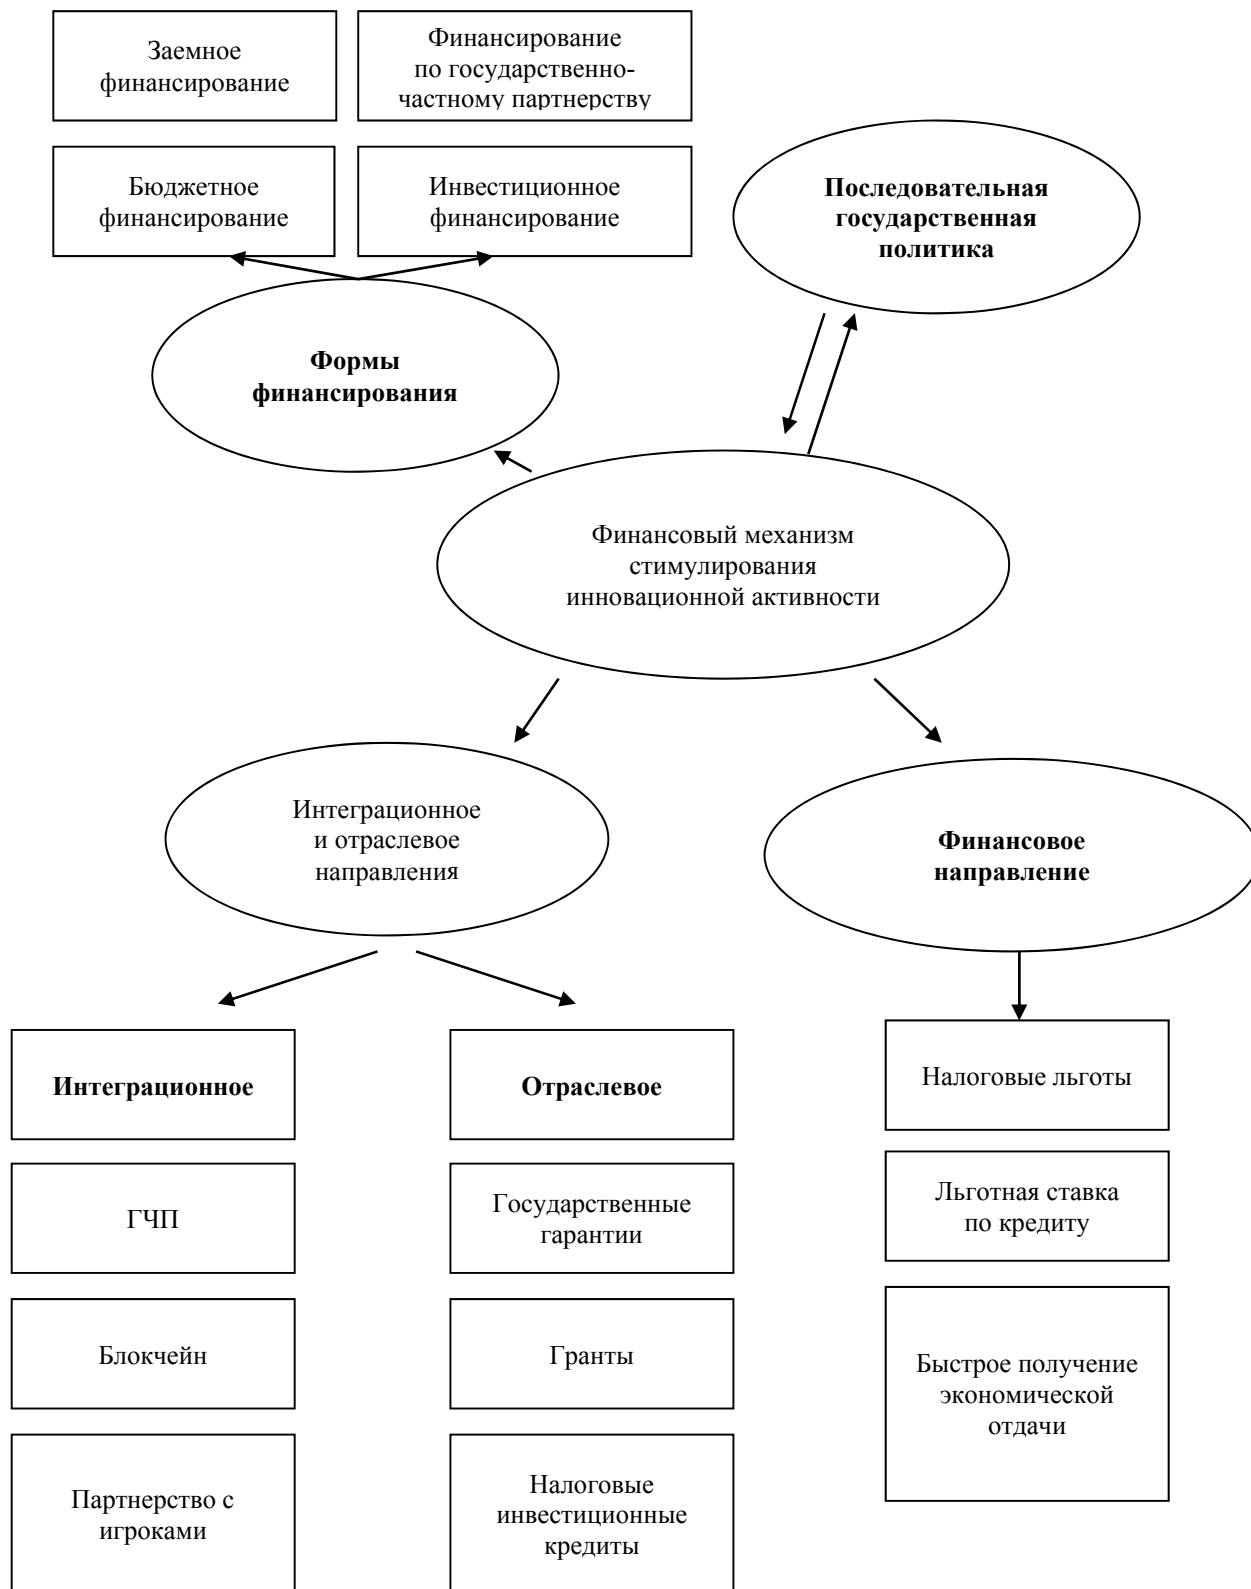 Заемное
финансирование
Финансирование
по государственно-
частному партнерству
Бюджетное
финансирование
Инвестиционное
финансирование
Последовательная
государственная
политика
Формы
финансирования
Финансовый механизм
стимулирования
инновационной активности
Интеграционное
и отраслевое
направления
Финансовое
направление
Интеграционное
ГЧП
Блокчейн
Партнерство с
игроками
Отраслевое
Государственные
гарантии
Гранты
Налоговые
инвестиционные
кредиты
Налоговые льготы
Льготная ставка
по кредиту
Быстрое получение
экономической
отдачи